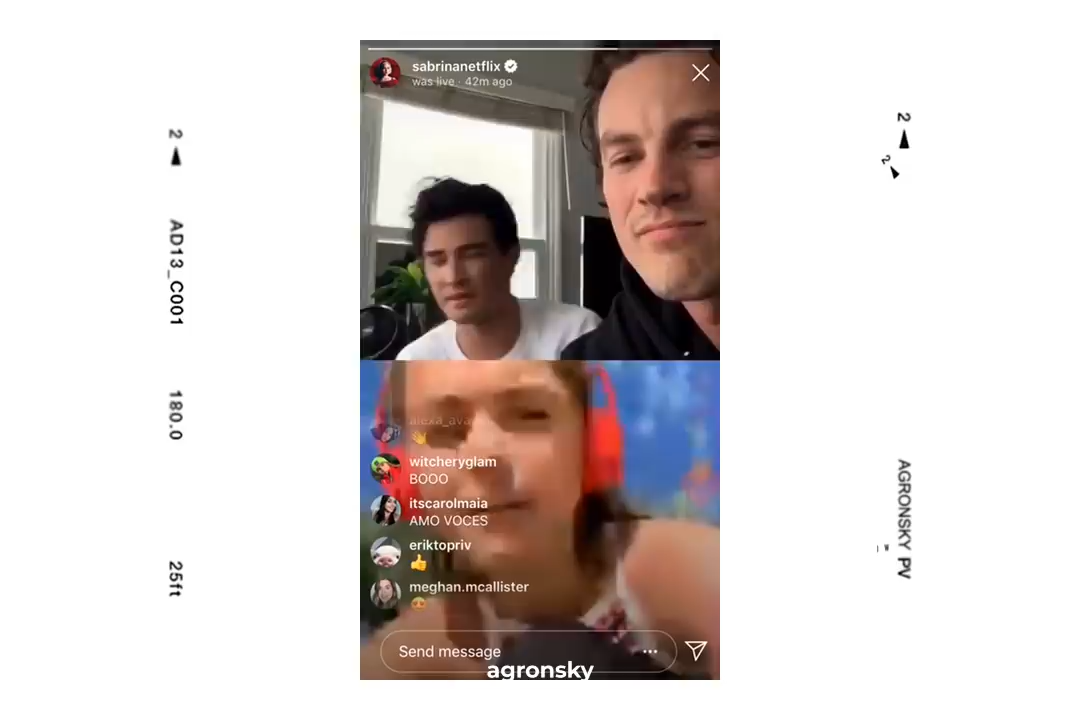 sabrinanetflix
was live · 42m ago
witcheryglam
BOOO
itscarolmaia
AMO VOCES
eriktopriv
meghan.mcallister
Send message
agronsky
2
AD13_C001
180.0
25ft
2
2
AGRONSKY PV